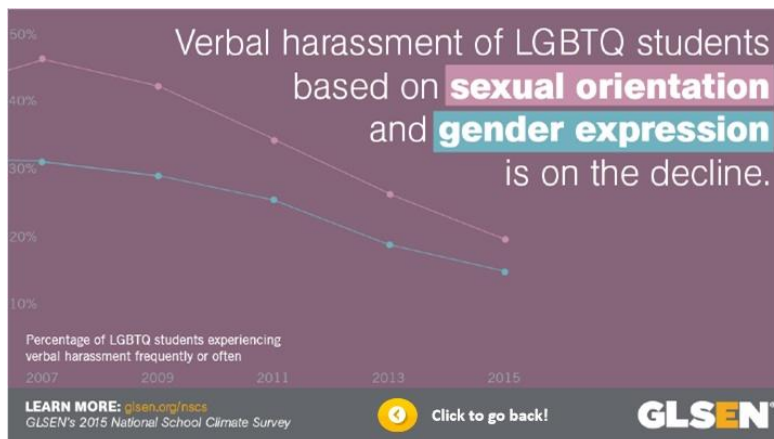 50%
Verbal harassment of LGBTQ students
based on sexual orientation
40%
and gender expression
30%
is on the decline.
20%
10%
Percentage of LGBTQ students experiencing
verbal harassment frequently or often
2007 2009 2011 2013 2015
LEARN MORE: glsen.org/nscs
GLSEN's 2015 National School Climate Survey
Click to go back!
GLSEN®